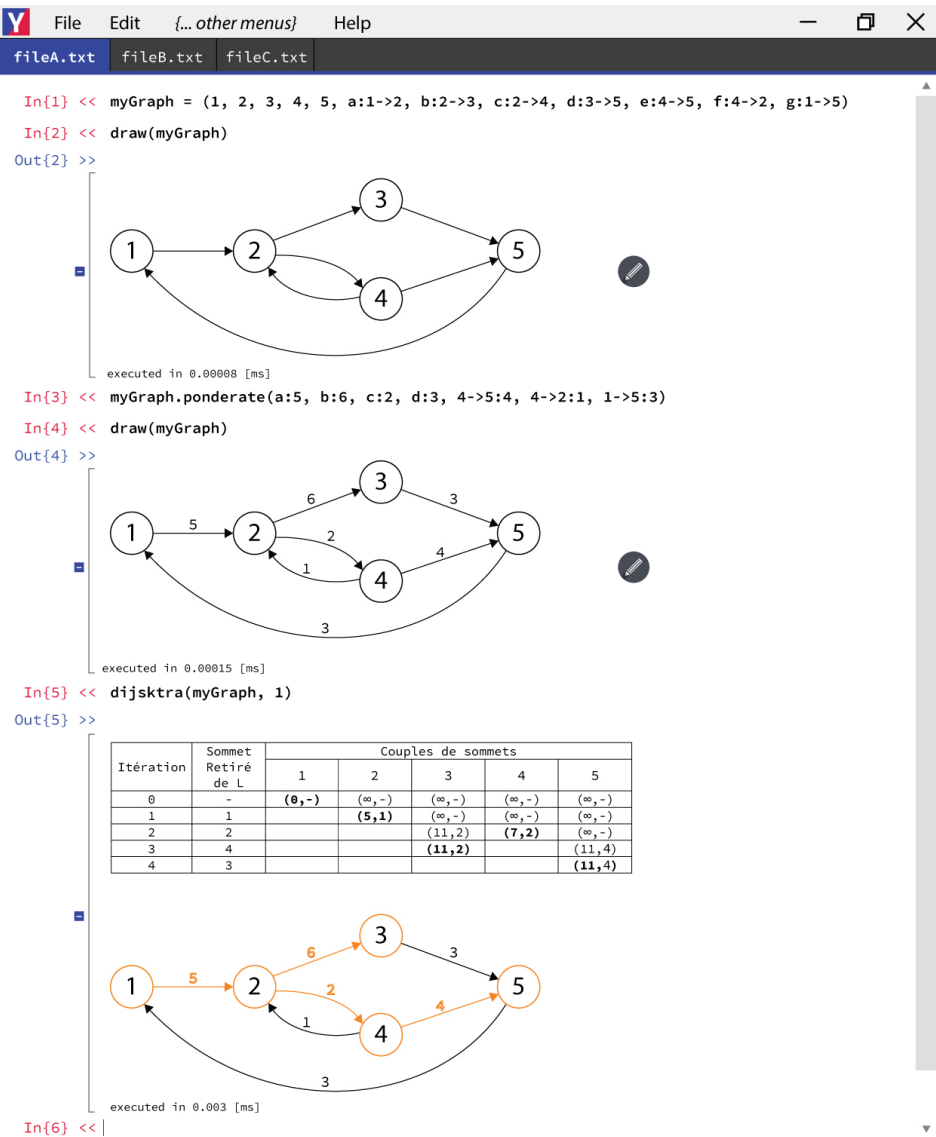 Y File Edit {... other menus} Help
fileA.txt fileB.txt fileC.txt
In{1} << myGraph = (1, 2, 3, 4, 5, a:1->2, b:2->3, c:2->4, d:3->5, e:4->5, f:4->2, g:1->5)
In{2} << draw(myGraph)
Out{2} >>
3
1 2 5
4
executed in 0.00008 [ms]
In{3} << myGraph.ponderate(a:5, b:6, c:2, d:3, 4->5:4, 4->2:1, 1->5:3)
In{4} << draw(myGraph)
Out{4} >>
3
6 3
1 5 2 2 5
4
1 4
3
executed in 0.00015 [ms]
In{5} << dijsktra(myGraph, 1)
Out{5} >>
Itération Sommet Retiré de L Couples de sommets
1 2 3 4 5
0 - (0,-) (∞,-) (∞,-) (∞,-) (∞,-)
1 1 (5,1) (∞,-) (∞,-) (∞,-)
2 2 (11,2) (7,2) (∞,-)
3 4 (11,2) (11,4)
4 3 (11,4)
3
6 3
1 5 2 2 5
4
1 4
3
executed in 0.003 [ms]
In{6} <<